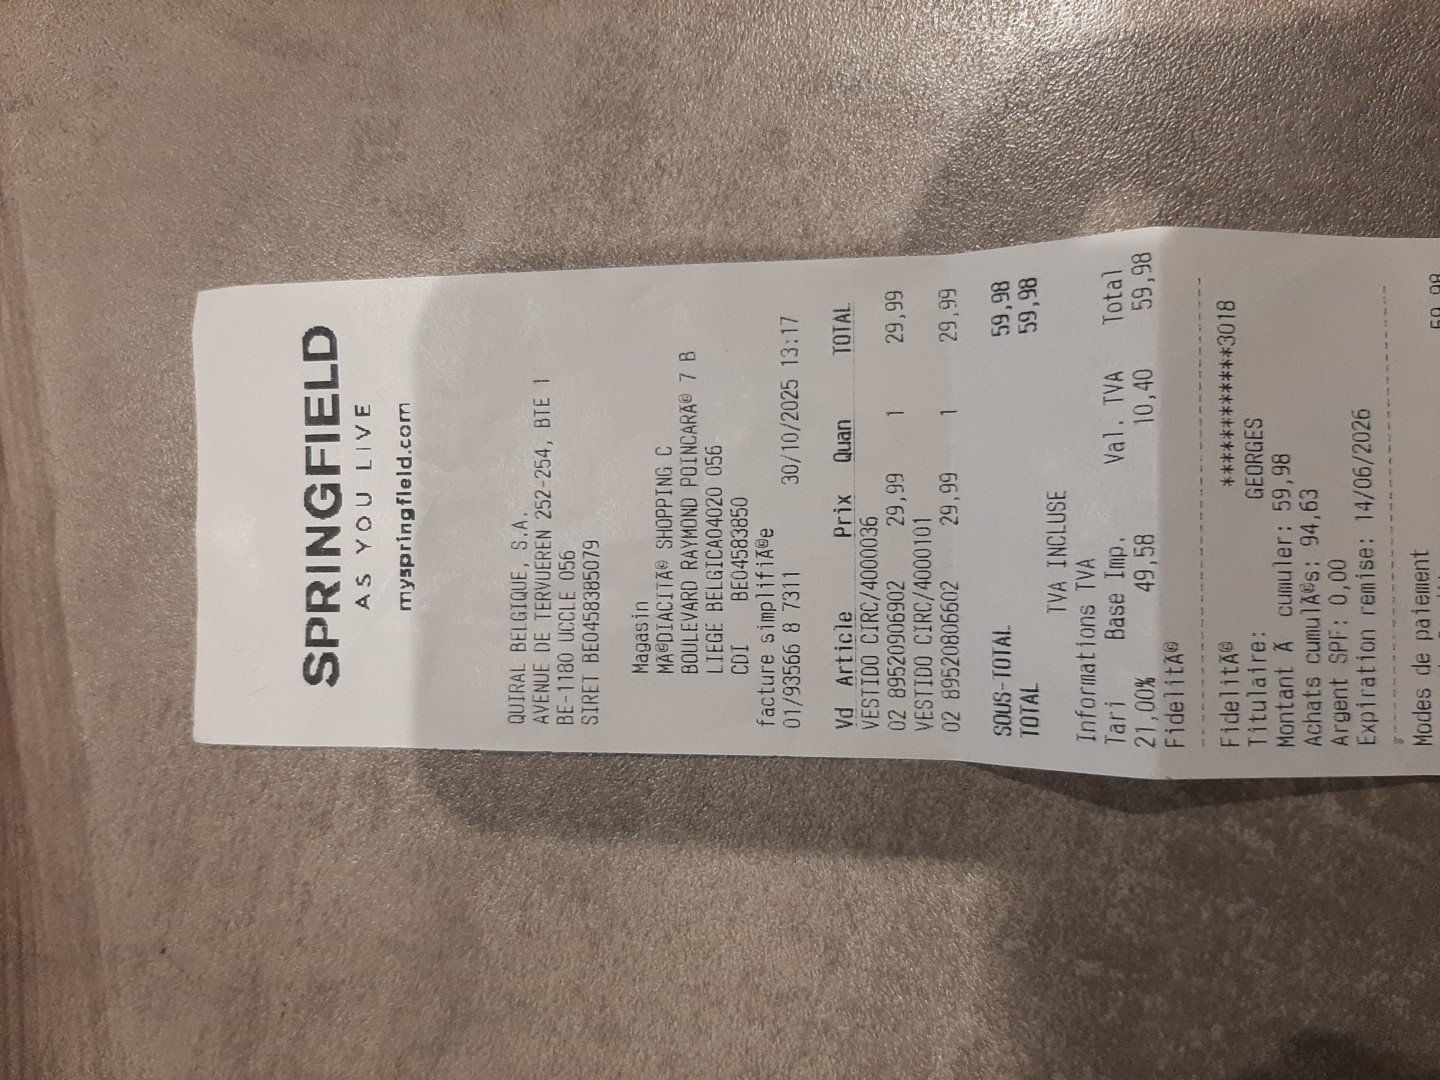 SPRINGFIELD
AS YOU LIVE
myspringfield.com
QUIRAL BELGIQUE, S.A.
AVENUE DE TERVUEREN 252-254, BTE 1
BE-1180 UCCLE 056
SIRET BE0458385079
Magasin
MÃ©DIACITÃ© SHOPPING C
BOULEVARD RAYMOND POINCARÃ© 7 B
LIEGE BELGICA04020 056
CDI BE04583850
facture simplifiÃ©e
01/93566 8 7311 30/10/2025 13:17
Vd Article Prix Quan TOTAL
VESTIDO CIRC/4000036
02 89520906902 29,99 1 29,99
VESTIDO CIRC/4000101
02 89520806602 29,99 1 29,99
SOUS-TOTAL 59,98
TOTAL 59,98
TVA INCLUSE
Informations TVA
Tari Base Imp. Val. TVA Total
21,00% 49,58 10,40 59,98
FidelitÃ©
FidelitÃ© ************3018
Titulaire: GEORGES
Montant Ã cumuler: 59,98
Achats cumulÃ©s: 94,63
Argent SPF: 0,00
Expiration remise: 14/06/2026
Modes de paiement